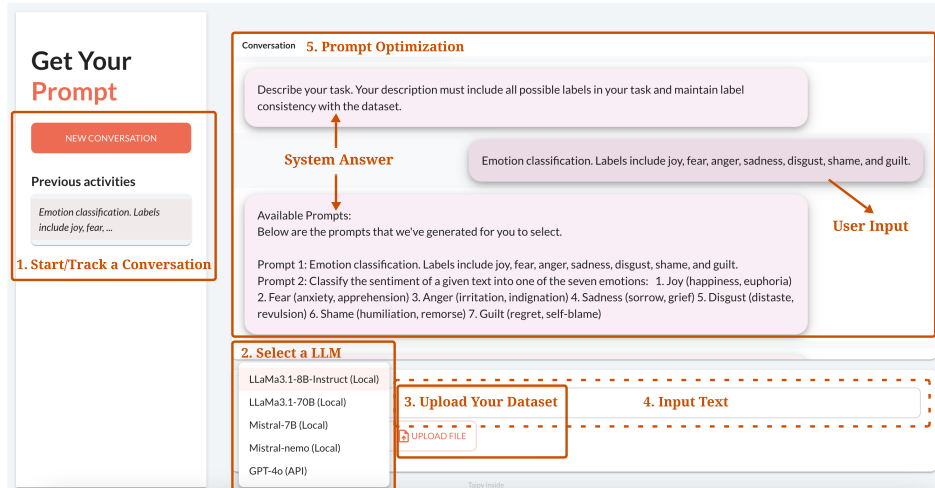 Get Your
Prompt
NEW CONVERSATION
Previous activities
Emotion classification. Labels
include joy, fear, ...
1. Start/Track a Conversation
Conversation 5. Prompt Optimization
Describe your task. Your description must include all possible labels in your task and maintain label
consistency with the dataset.
System Answer
Emotion classification. Labels include joy, fear, anger, sadness, disgust, shame, and guilt.
User Input
Available Prompts:
Below are the prompts that we've generated for you to select.
Prompt 1: Emotion classification. Labels include joy, fear, anger, sadness, disgust, shame, and guilt.
Prompt 2: Classify the sentiment of a given text into one of the seven emotions: 1. Joy (happiness, euphoria)
2. Fear (anxiety, apprehension) 3. Anger (irritation, indignation) 4. Sadness (sorrow, grief) 5. Disgust (distaste,
revulsion) 6. Shame (humiliation, remorse) 7. Guilt (regret, self-blame)
2. Select a LLM
LLaMa3.1-8B-Instruct (Local)
LLaMa3.1-70B (Local)
Mistral-7B (Local)
Mistral-nemo (Local)
GPT-4o (API)
3. Upload Your Dataset
4. Input Text
UPLOAD FILE
Taipy inside